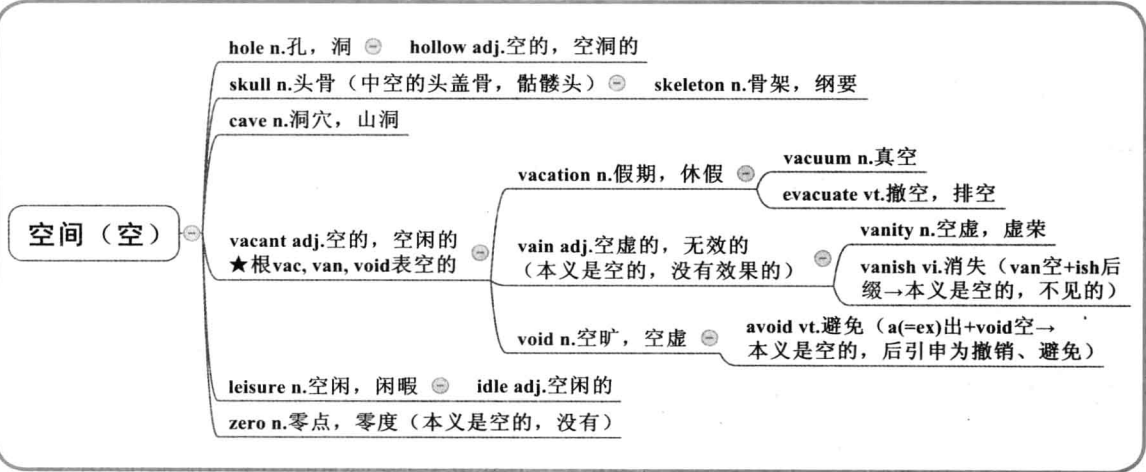 空间（空）
hole n.孔，洞
hollow adj.空的，空洞的
skull n.头骨（中空的头盖骨，骷髅头）
skeleton n.骨架，纲要
cave n.洞穴，山洞
vacant adj.空的，空闲的
★根vac, van, void表空的
vacation n.假期，休假
vacuum n.真空
evacuate vt.撤空，排空
vain adj.空虚的，无效的
（本义是空的，没有效果的）
vanity n.空虚，虚荣
vanish vi.消失（van空+ish后
缀→本义是空的，不见的）
void n.空旷，空虚
avoid vt.避免（a(=ex)出+void空→
本义是空的，后引申为撤销、避免）
leisure n.空闲，闲暇
idle adj.空闲的
zero n.零点，零度（本义是空的，没有）